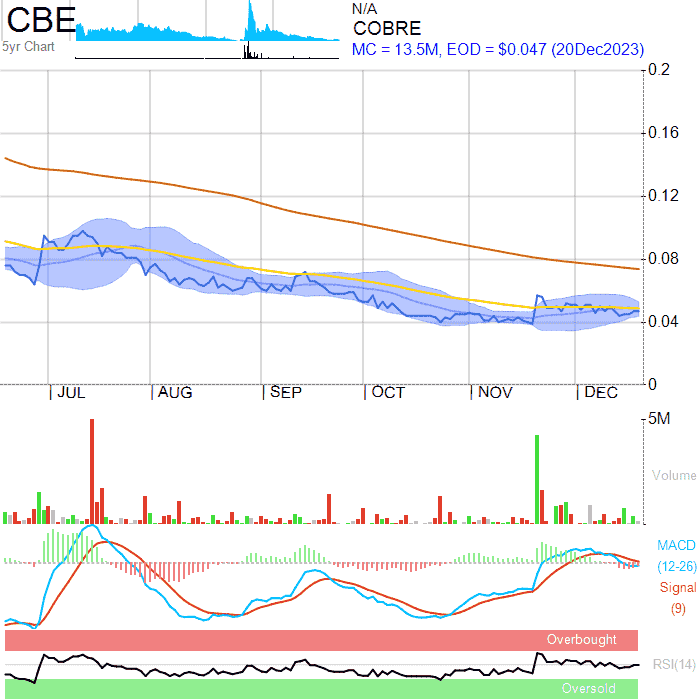 CBE
5yr Chart
N/A
COBRE
MC = 13.5M, EOD = $0.047 (20Dec2023)
0.2
0.16
0.12
0.08
0.04
0
JUL AUG SEP OCT NOV DEC
5M
Volume
MACD
(12-26)
Signal
(9)
Overbought
RSI(14)
Oversold